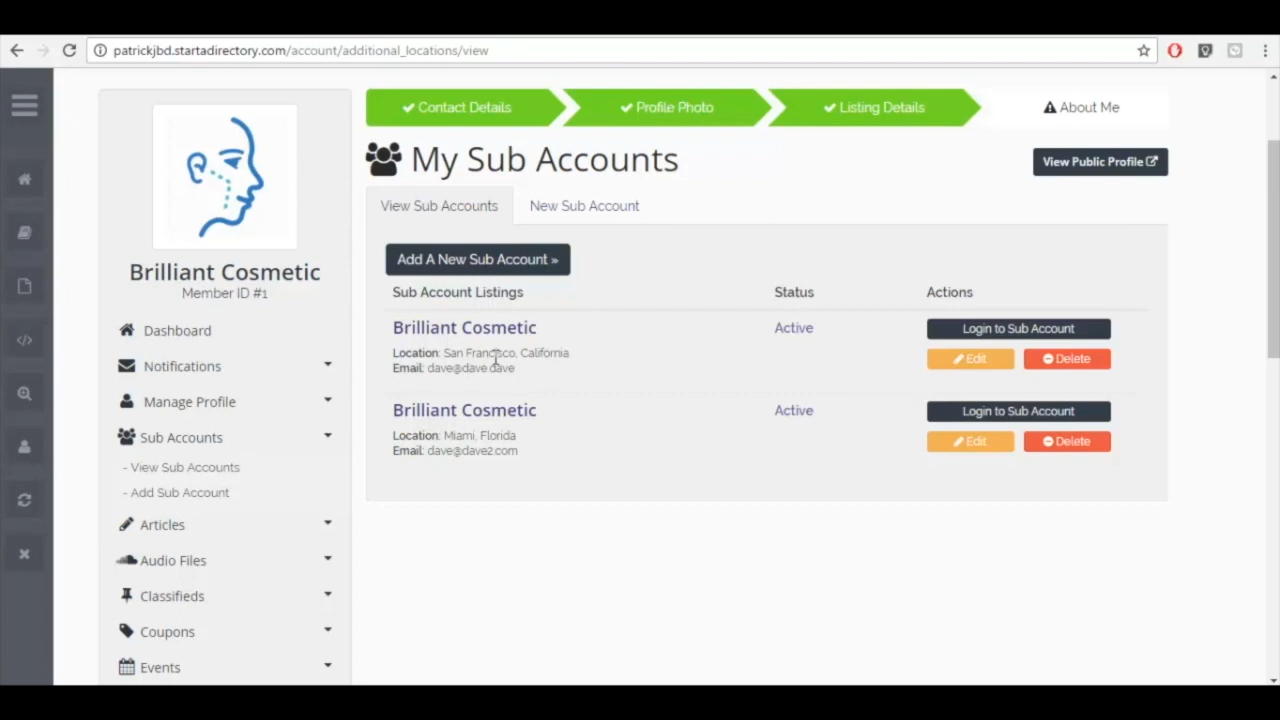 patrickjbd.startadirectory.com/account/additional_locations/view
Contact Details
Profile Photo
Listing Details
About Me
My Sub Accounts
View Public Profile
View Sub Accounts
New Sub Account
Add A New Sub Account »
Sub Account Listings
Status
Actions
Brilliant Cosmetic
Active
Login to Sub Account
Location: San Francisco, California
Email: dave@dave.dave
Edit
Delete
Brilliant Cosmetic
Active
Login to Sub Account
Location: Miami, Florida
Email: dave@dave2.com
Edit
Delete
Brilliant Cosmetic
Member ID #1
Dashboard
Notifications
Manage Profile
Sub Accounts
- View Sub Accounts
- Add Sub Account
Articles
Audio Files
Classifieds
Coupons
Events